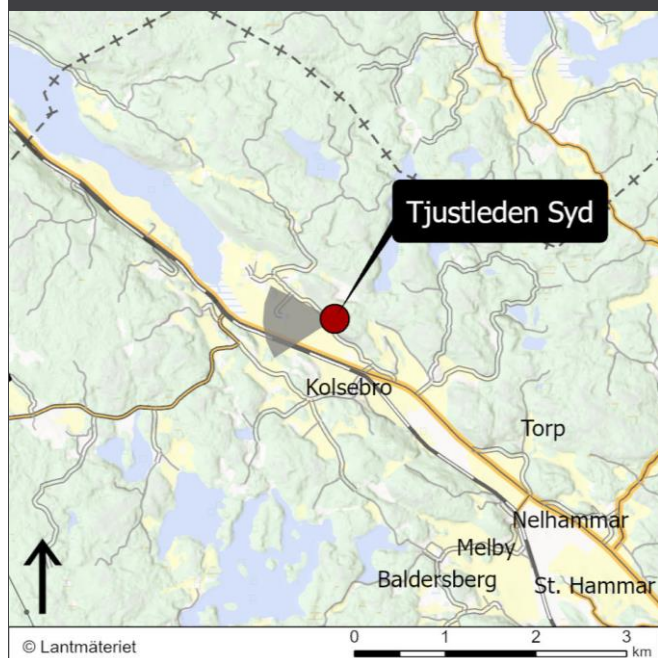 Tjustleden Syd
Kolsebro
Torp
Nelhammar
Melby
Baldersberg
St. Hammar
© Lantmäteriet
0 1 2 3
km